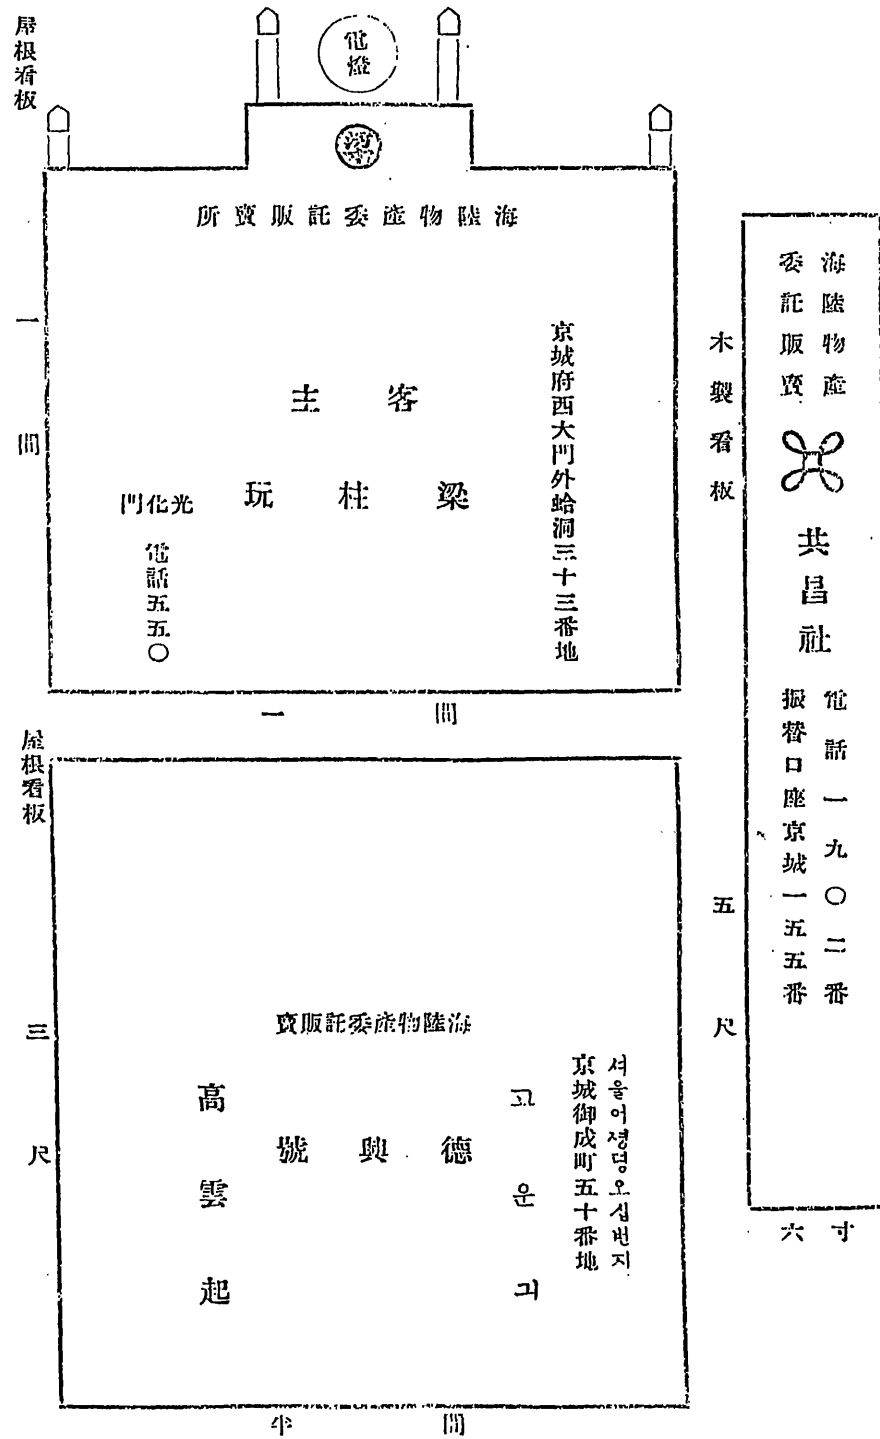 屋根看板
電燈
梁
海陸物産委託販賣所
京城府西大門外蛤洞三十三番地
客主
梁柱玩
光化門
電話五五〇
一間
一間
木製看板
海陸物産
委託販賣
共昌社
電話一九〇二番
振替口座京城一五五番
五尺
六寸
屋根看板
海陸物産委託販賣
셔울어셩뎡오십번지
京城御成町五十番地
고운긔
德興號
高雲起
三尺
半間